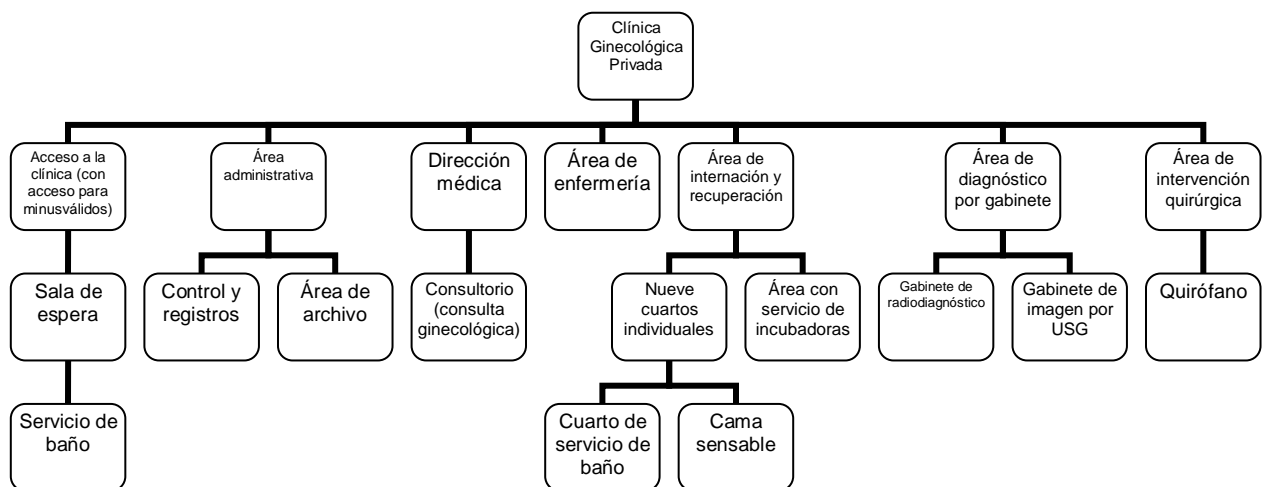 Clínica
Ginecológica
Privada
Acceso a la
clínica (con
acceso para
minusválidos)
Área
administrativa
Dirección
médica
Área de
enfermería
Área de
internación y
recuperación
Área de
diagnóstico
por gabinete
Área de
intervención
quirúrgica
Sala de
espera
Control y
registros
Área de
archivo
Consultorio
(consulta
ginecológica)
Nueve
cuartos
individuales
Área con
servicio de
incubadoras
Gabinete de
radiodiagnóstico
Gabinete de
imagen por
USG
Quirófano
Servicio de
baño
Cuarto de
servicio de
baño
Cama
sensable